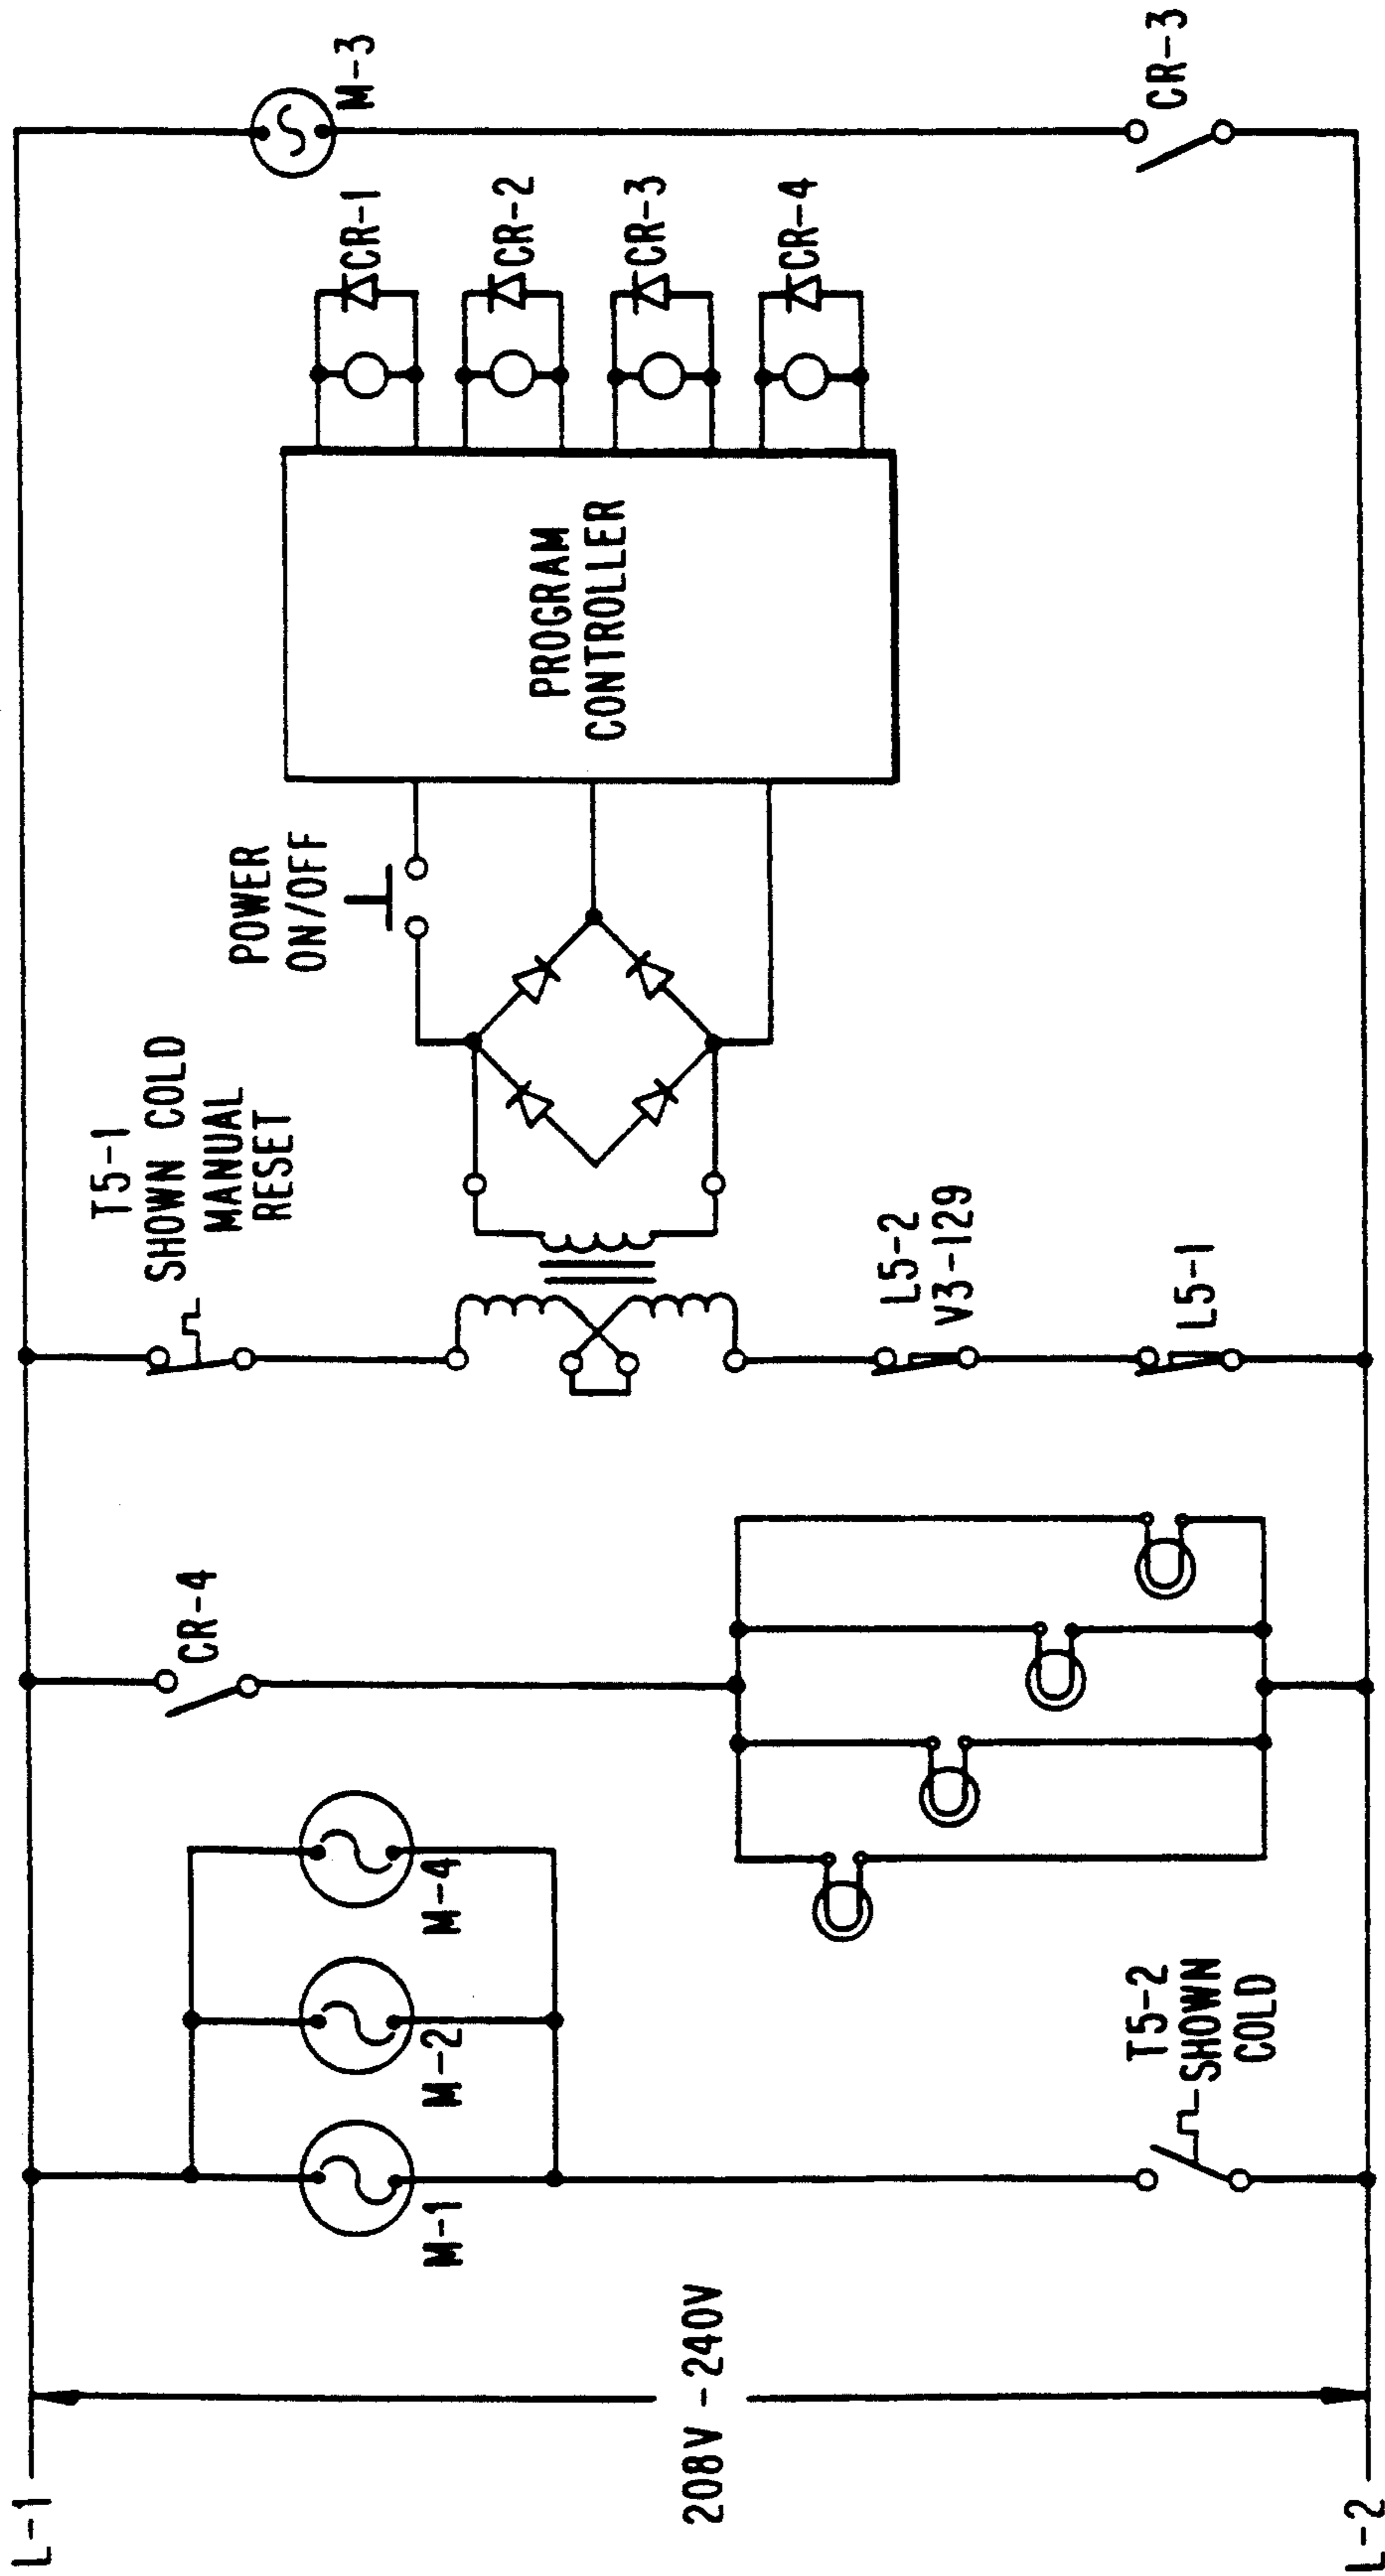 L-1
L-2
208V-240V
M-1
M-2
M-4
T5-2
SHOWN
COLD
CR-4
T5-1
SHOWN COLD
MANUAL
RESET
L5-2
V3-129
L5-1
POWER
ON/OFF
PROGRAM
CONTROLLER
CR-1
CR-2
CR-3
CR-4
M-3
CR-3